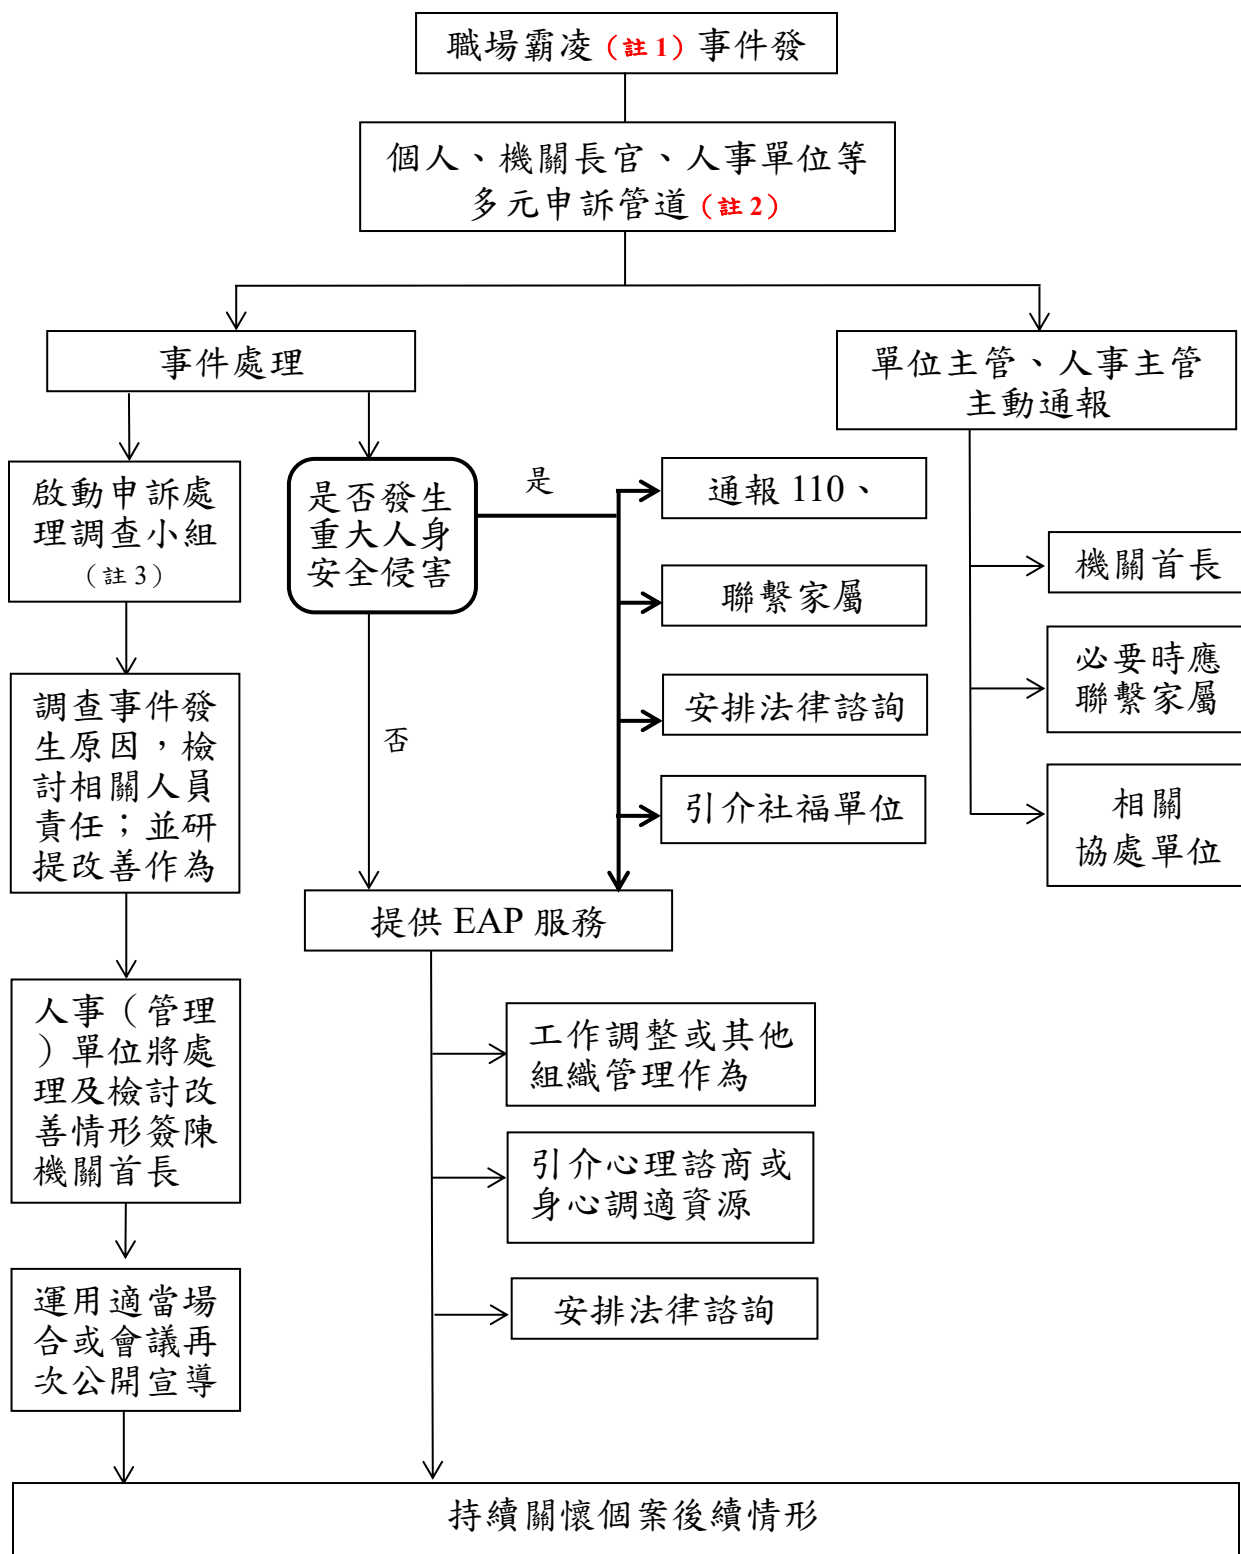 職場霸凌（註 1）事件發
個人、機關長官、人事單位等
多元申訴管道（註 2）
事件處理
單位主管、人事主管
主動通報
啟動申訴處
理調查小組
（註 3）
是否發生
重大人身
安全侵害
是
通報 110、
聯繫家屬
安排法律諮詢
引介社福單位
機關首長
必要時應
聯繫家屬
相關
協處單位
否
調查事件發
生原因，檢
討相關人員
責任；並研
提改善作為
提供 EAP 服務
人事（管理
）單位將處
理及檢討改
善情形簽陳
機關首長
工作調整或其他
組織管理作為
引介心理諮商或
身心調適資源
安排法律諮詢
運用適當場
合或會議再
次公開宣導
持續關懷個案後續情形